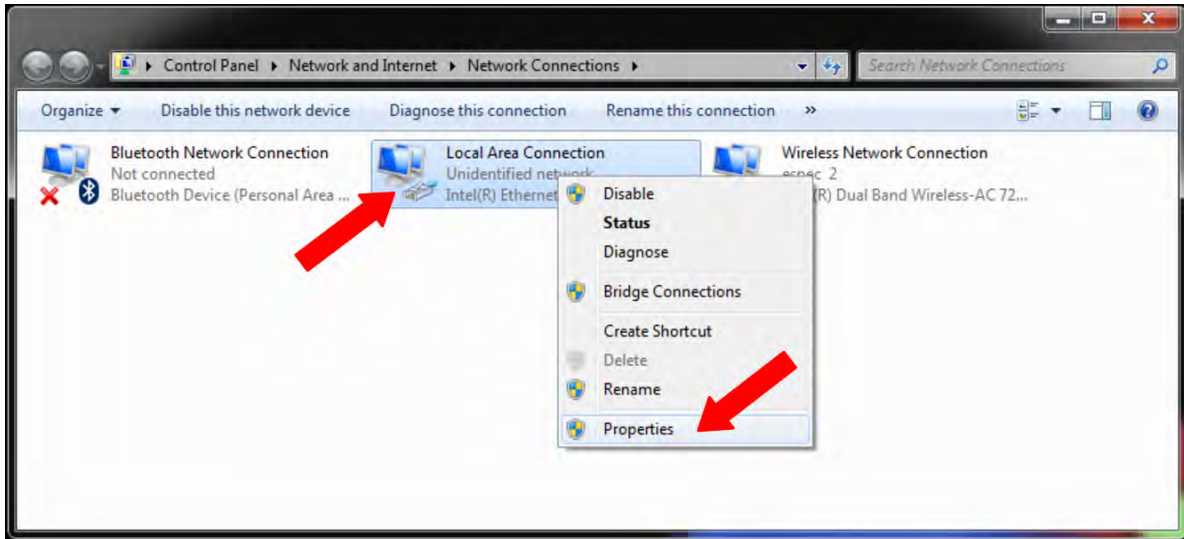 Control Panel ▸ Network and Internet ▸ Network Connections ▸
Search Network Connections
Organize Disable this network device Diagnose this connection Rename this connection »
Bluetooth Network Connection
Not connected
Bluetooth Device (Personal Area ...
Local Area Connection
Unidentified network
Intel(R) Ethernet
Wireless Network Connection
espec 2
(R) Dual Band Wireless-AC 72...
Disable
Status
Diagnose
Bridge Connections
Create Shortcut
Delete
Rename
Properties